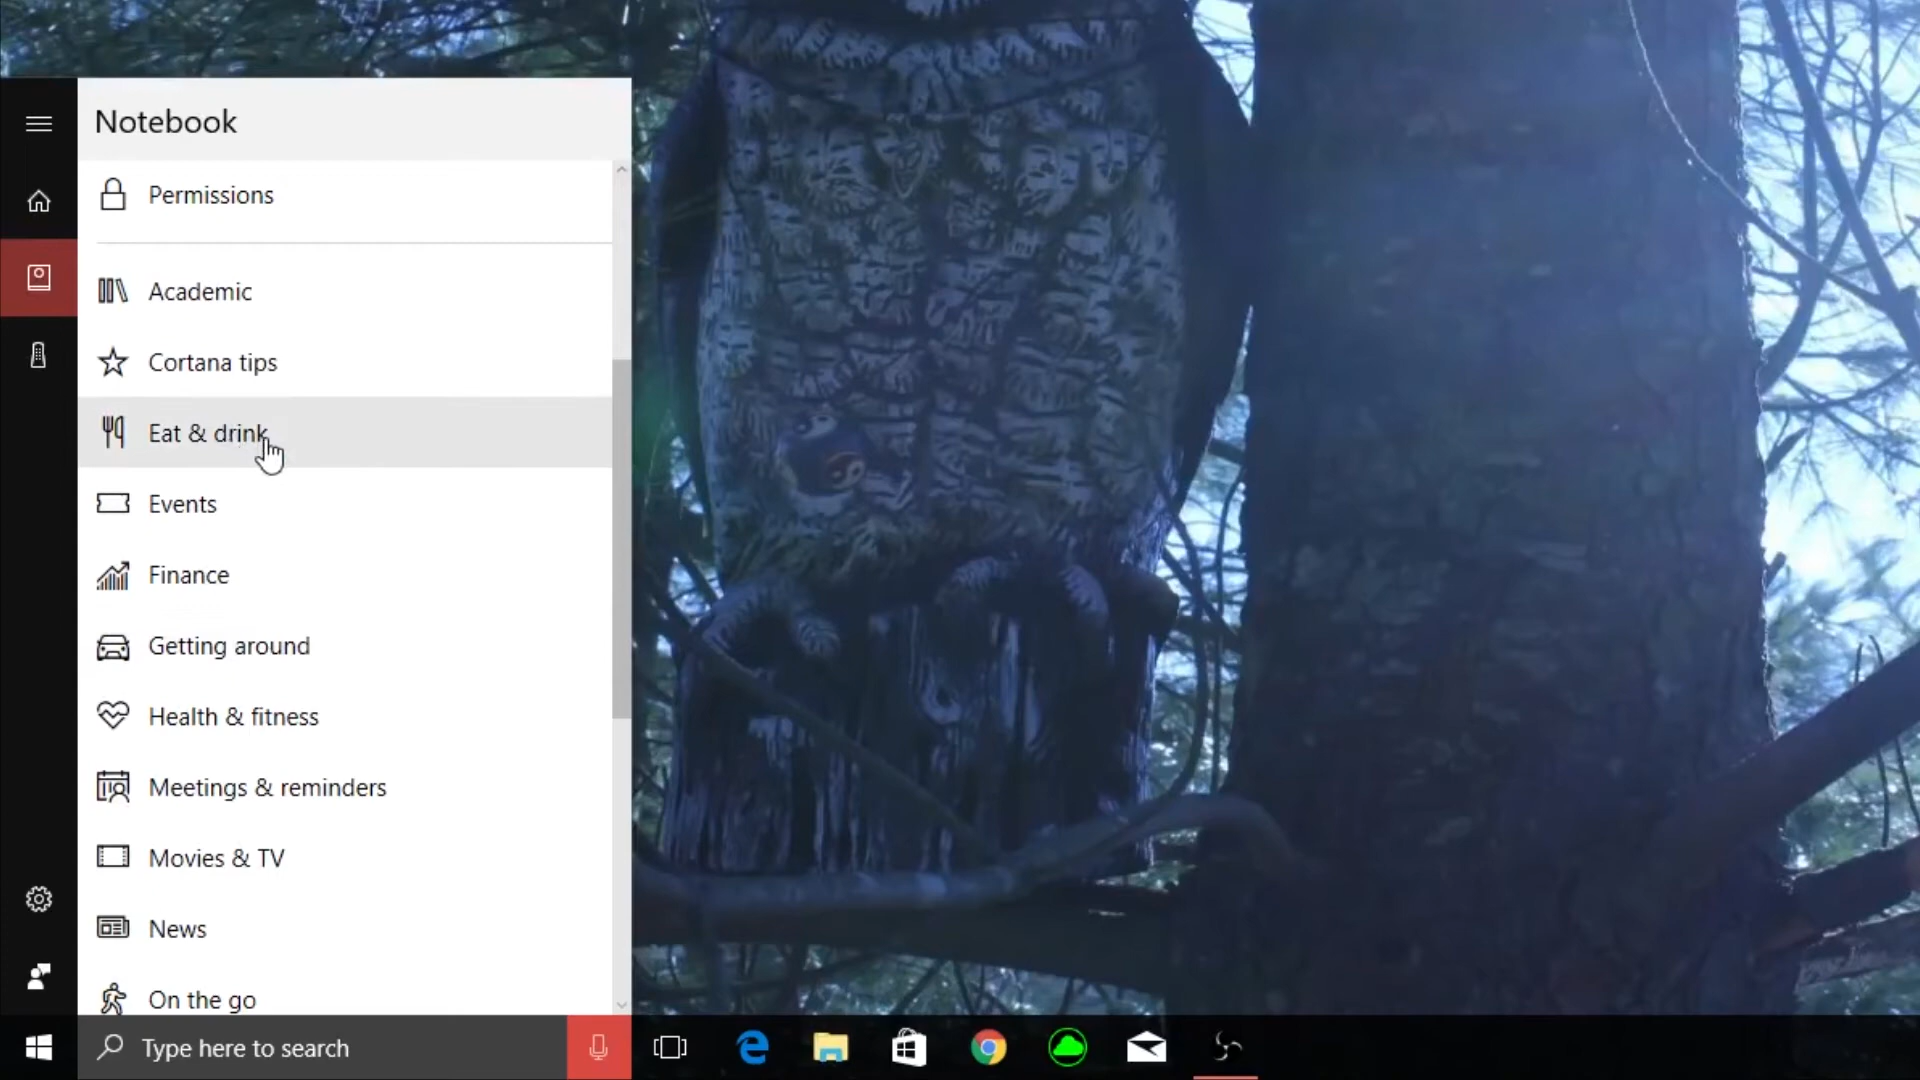 Notebook
Permissions
Academic
Cortana tips
Eat & drink
Events
Finance
Getting around
Health & fitness
Meetings & reminders
Movies & TV
News
On the go
Type here to search